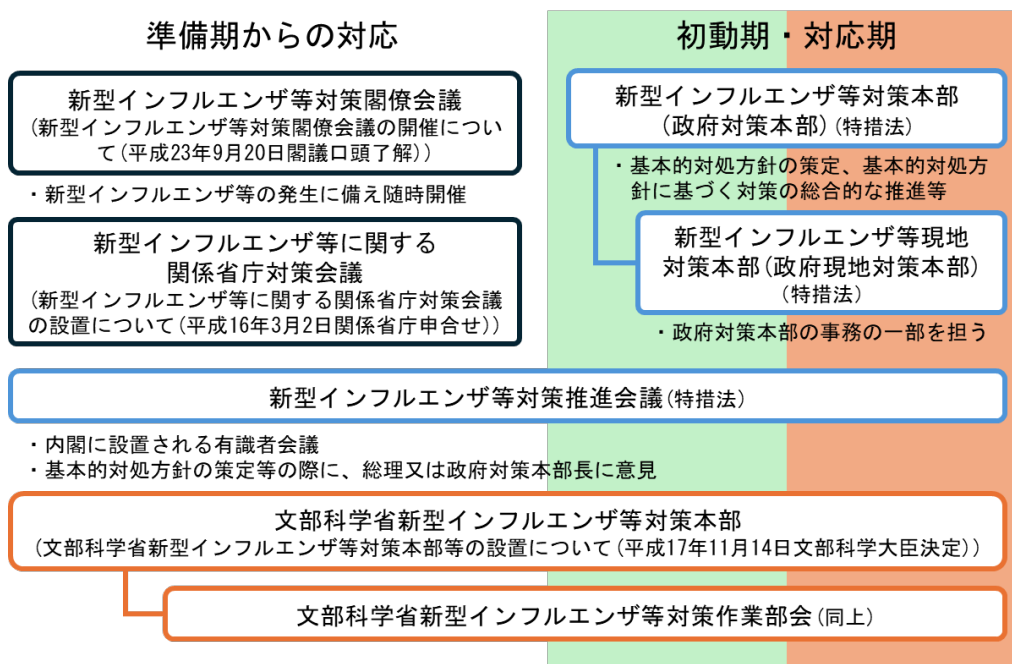 準備期からの対応
新型インフルエンザ等対策閣僚会議
(新型インフルエンザ等対策閣僚会議の開催につい
て(平成23年9月20日閣議口頭了解))
・新型インフルエンザ等の発生に備え随時開催
新型インフルエンザ等に関する
関係省庁対策会議
(新型インフルエンザ等に関する関係省庁対策会議
の設置について(平成16年3月2日関係省庁申合せ))
初動期・対応期
新型インフルエンザ等対策本部
(政府対策本部)(特措法)
・基本的対処方針の策定、基本的対処方
針に基づく対策の総合的な推進等
新型インフルエンザ等現地
対策本部(政府現地対策本部)
(特措法)
・政府対策本部の事務の一部を担う
新型インフルエンザ等対策推進会議(特措法)
・内閣に設置される有識者会議
・基本的対処方針の策定等の際に、総理又は政府対策本部長に意見
文部科学省新型インフルエンザ等対策本部
(文部科学省新型インフルエンザ等対策本部等の設置について(平成17年11月14日文部科学大臣決定))
文部科学省新型インフルエンザ等対策作業部会(同上)